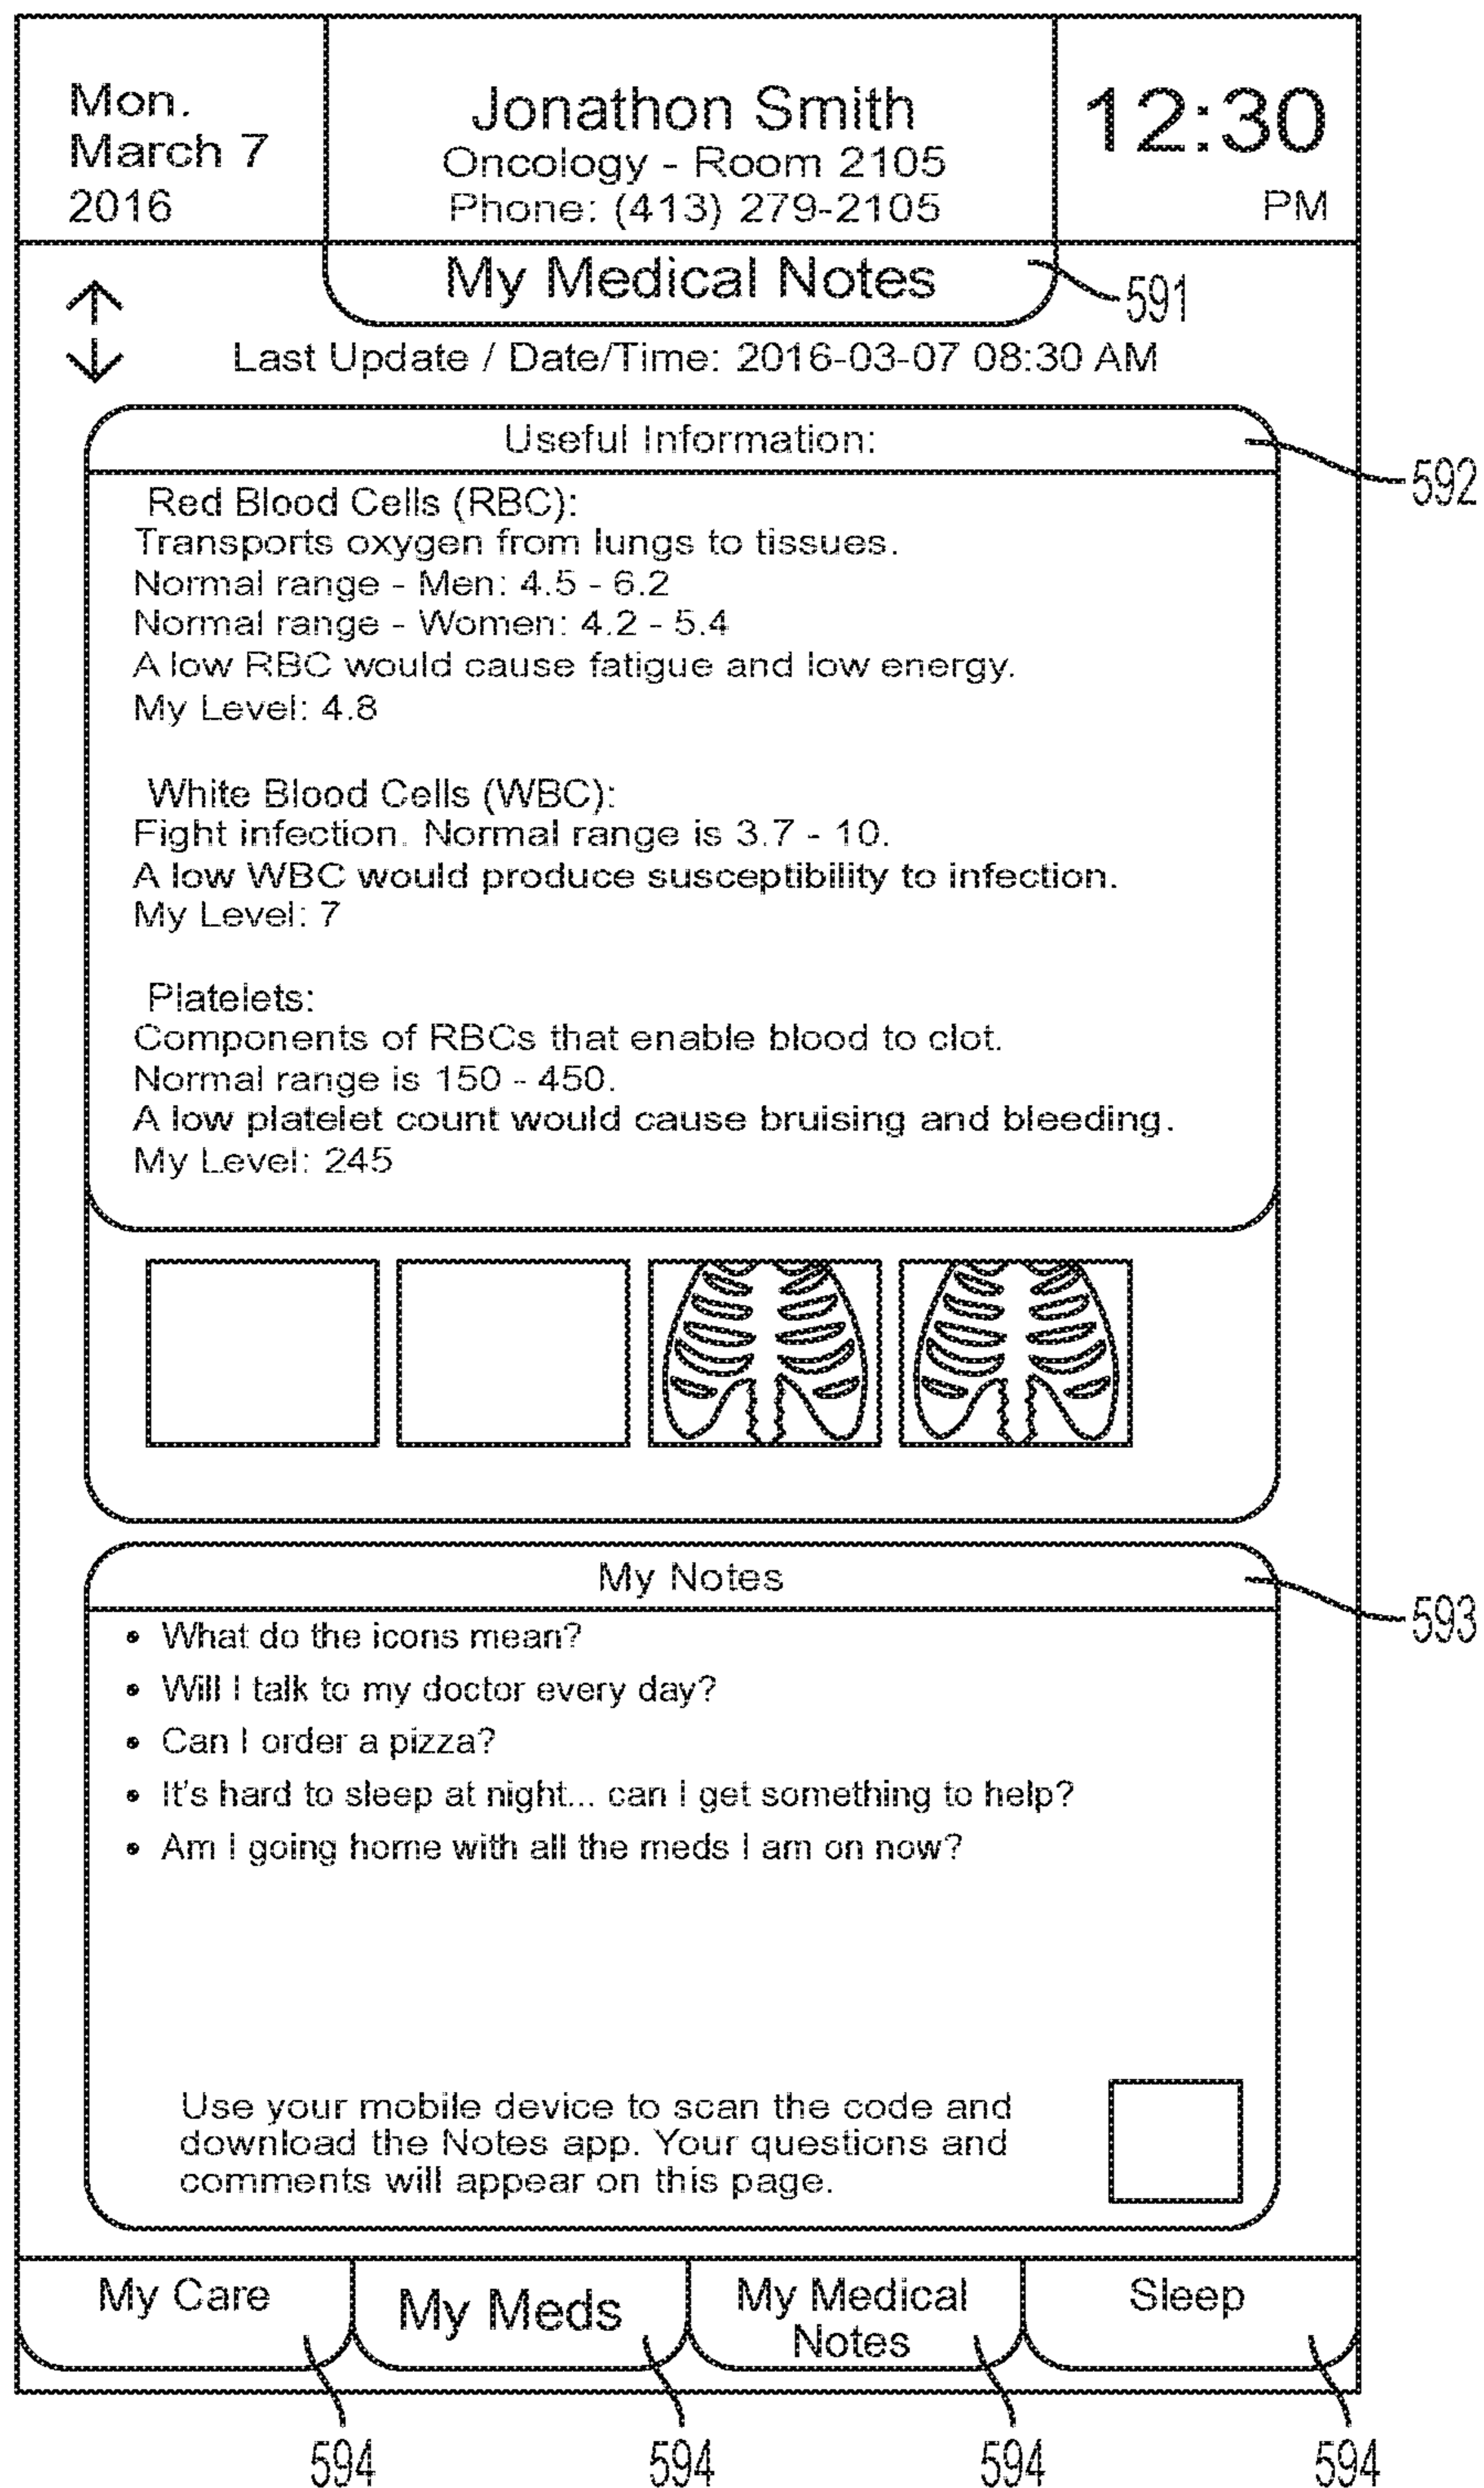 Mon.
March 7
2016
Jonathon Smith
Oncology - Room 2105
Phone: (413) 279-2105
12:30
PM
My Medical Notes
591
Last Update / Date/Time: 2016-03-07 08:30 AM
Useful Information:
592
Red Blood Cells (RBC):
Transports oxygen from lungs to tissues.
Normal range - Men: 4.5 - 6.2
Normal range - Women: 4.2 - 5.4
A low RBC would cause fatigue and low energy.
My Level: 4.8
White Blood Cells (WBC):
Fight infection. Normal range is 3.7 - 10.
A low WBC would produce susceptibility to infection.
My Level: 7
Platelets:
Components of RBCs that enable blood to clot.
Normal range is 150 - 450.
A low platelet count would cause bruising and bleeding.
My Level: 245
My Notes
593
• What do the icons mean?
• Will I talk to my doctor every day?
• Can I order a pizza?
• It's hard to sleep at night... can I get something to help?
• Am I going home with all the meds I am on now?
Use your mobile device to scan the code and
download the Notes app. Your questions and
comments will appear on this page.
My Care
My Meds
My Medical
Notes
Sleep
594
594
594
594